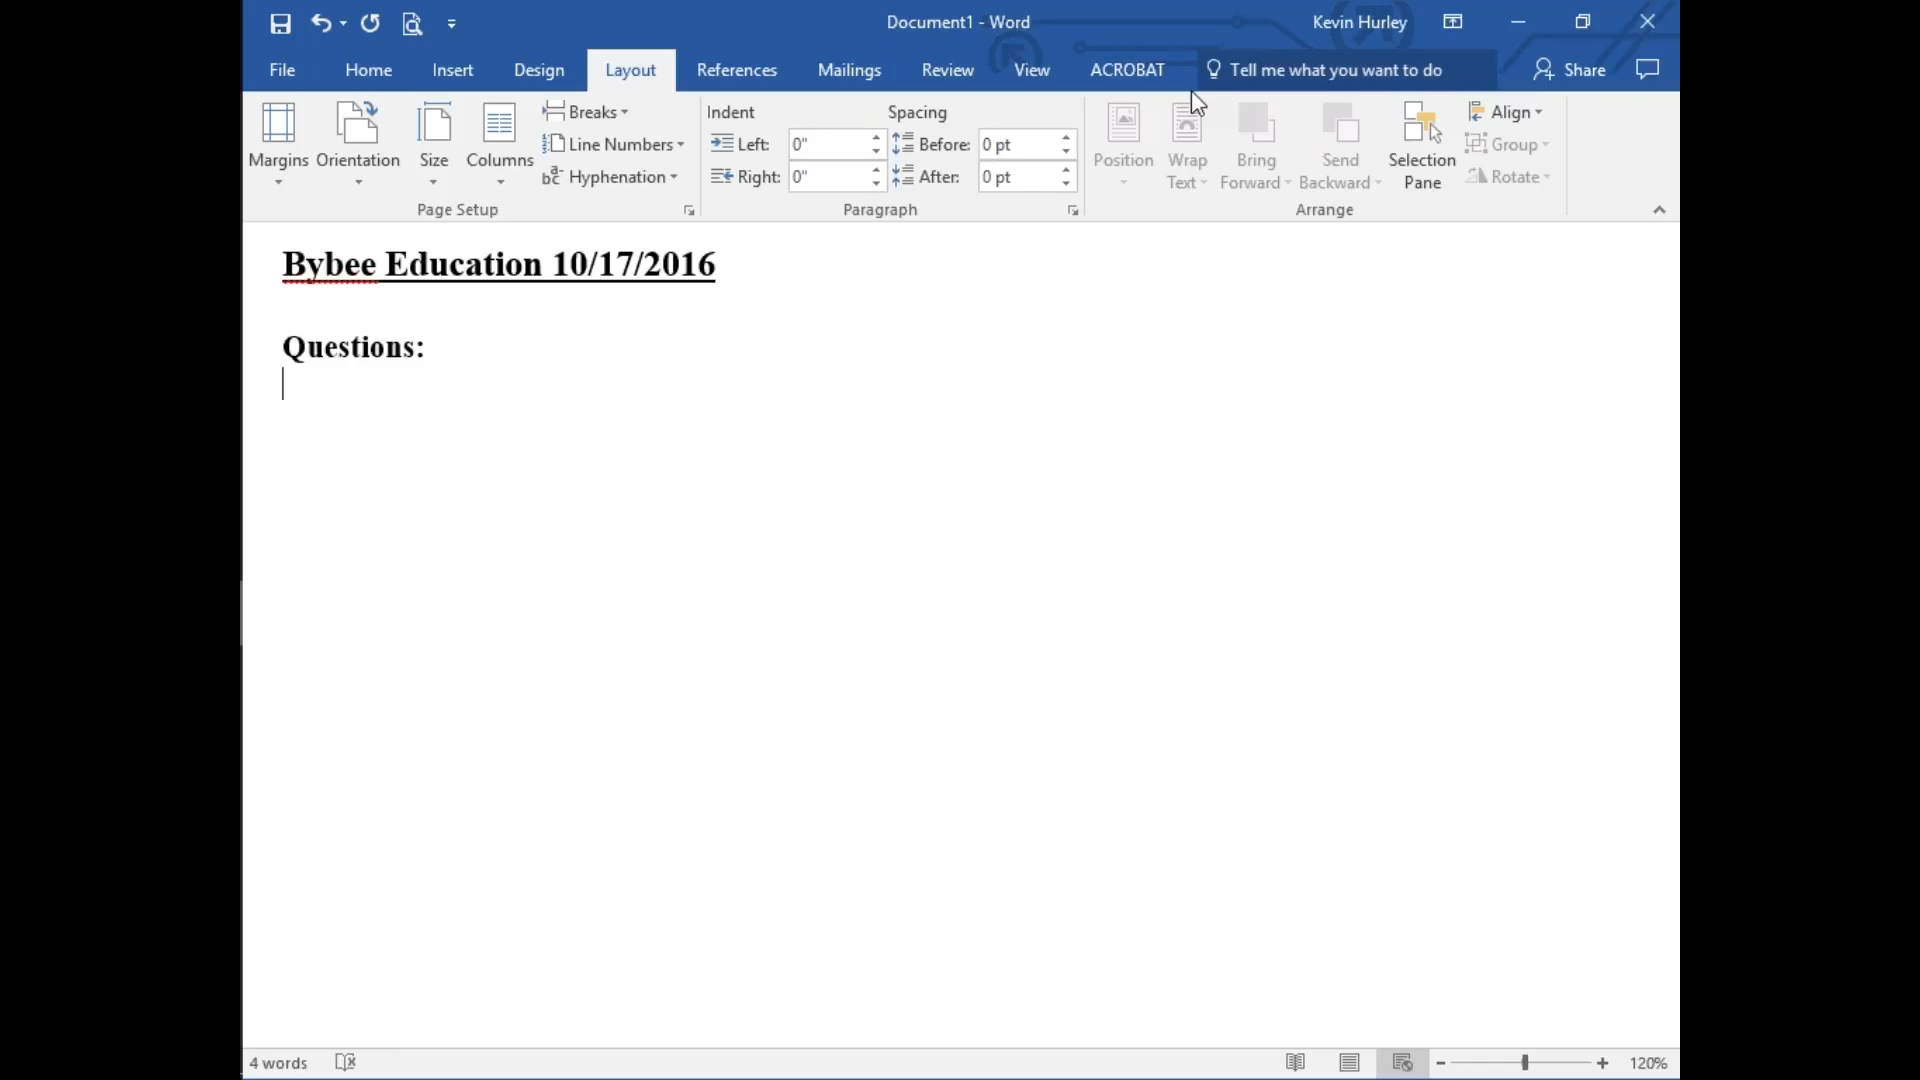 Document1 - Word
Kevin Hurley
File Home Insert Design Layout References Mailings Review View ACROBAT Tell me what you want to do Share
Margins Orientation Size Columns
Breaks
Line Numbers
Hyphenation
Page Setup
Indent Spacing
Left: 0" Before: 0 pt
Right: 0" After: 0 pt
Paragraph
Position Wrap Text Bring Forward Send Backward Selection Pane
Align
Group
Rotate
Arrange
Bybee Education 10/17/2016
Questions:
4 words
120%